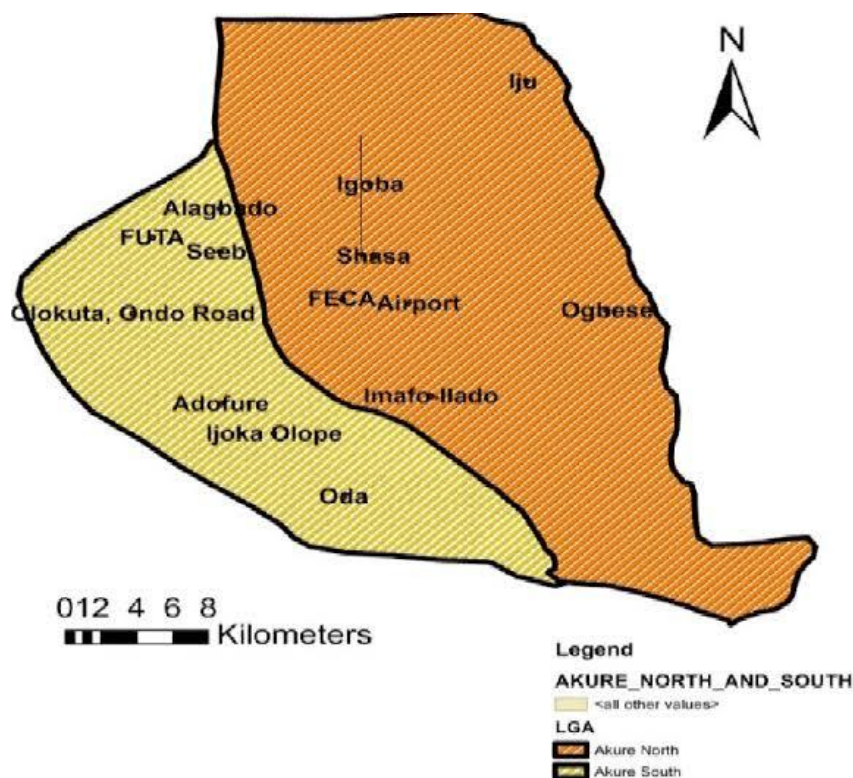 N
Iju
Igoba
Alagbado
FUTA
Seeb
Shasa
FECA
Airport
Olokuta, Ondo Road
Ogbese
Imafo-Ilado
Adofure
Ijoka Olope
Oda
012 4 6 8
Kilometers
Legend
AKURE_NORTH_AND_SOUTH
<all other values>
LGA
Akure North
Akure South